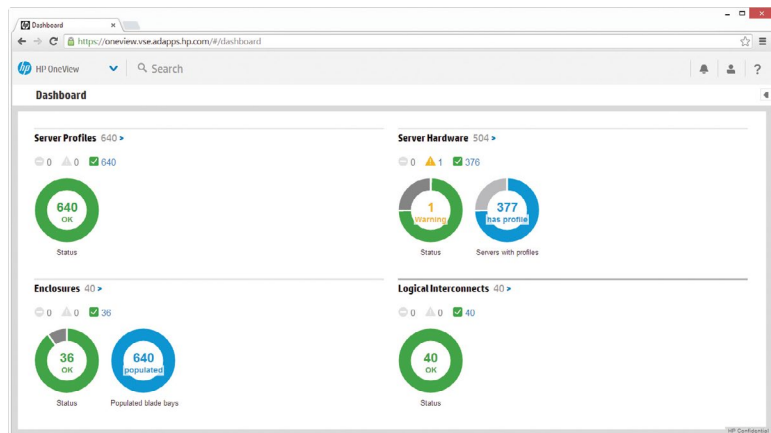 Dashboard
https://oneview.vse.adapps.hp.com/#/dashboard
hp HP OneView Search ?
Dashboard
Server Profiles 640 >
0 0 640
640
OK
Status
Server Hardware 504 >
0 1 376
1
Warning
Status
377
has profile
Servers with profiles
Enclosures 40 >
0 0 36
36
OK
Status
640
populated
Populated blade bays
Logical Interconnects 40 >
0 0 40
40
OK
Status
HP Confidential